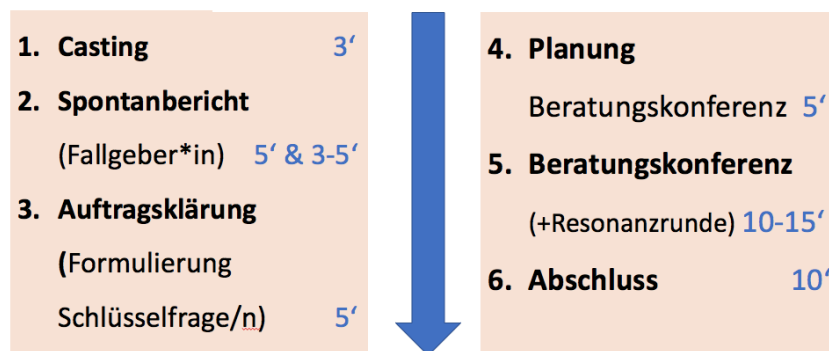 1. Casting 3‘
2. Spontanbericht
(Fallgeber*in) 5‘ & 3-5‘
3. Auftragsklärung
(Formulierung
Schlüsselfrage/n) 5‘
4. Planung
Beratungskonferenz 5‘
5. Beratungskonferenz
(+Resonanzrunde) 10-15‘
6. Abschluss 10‘